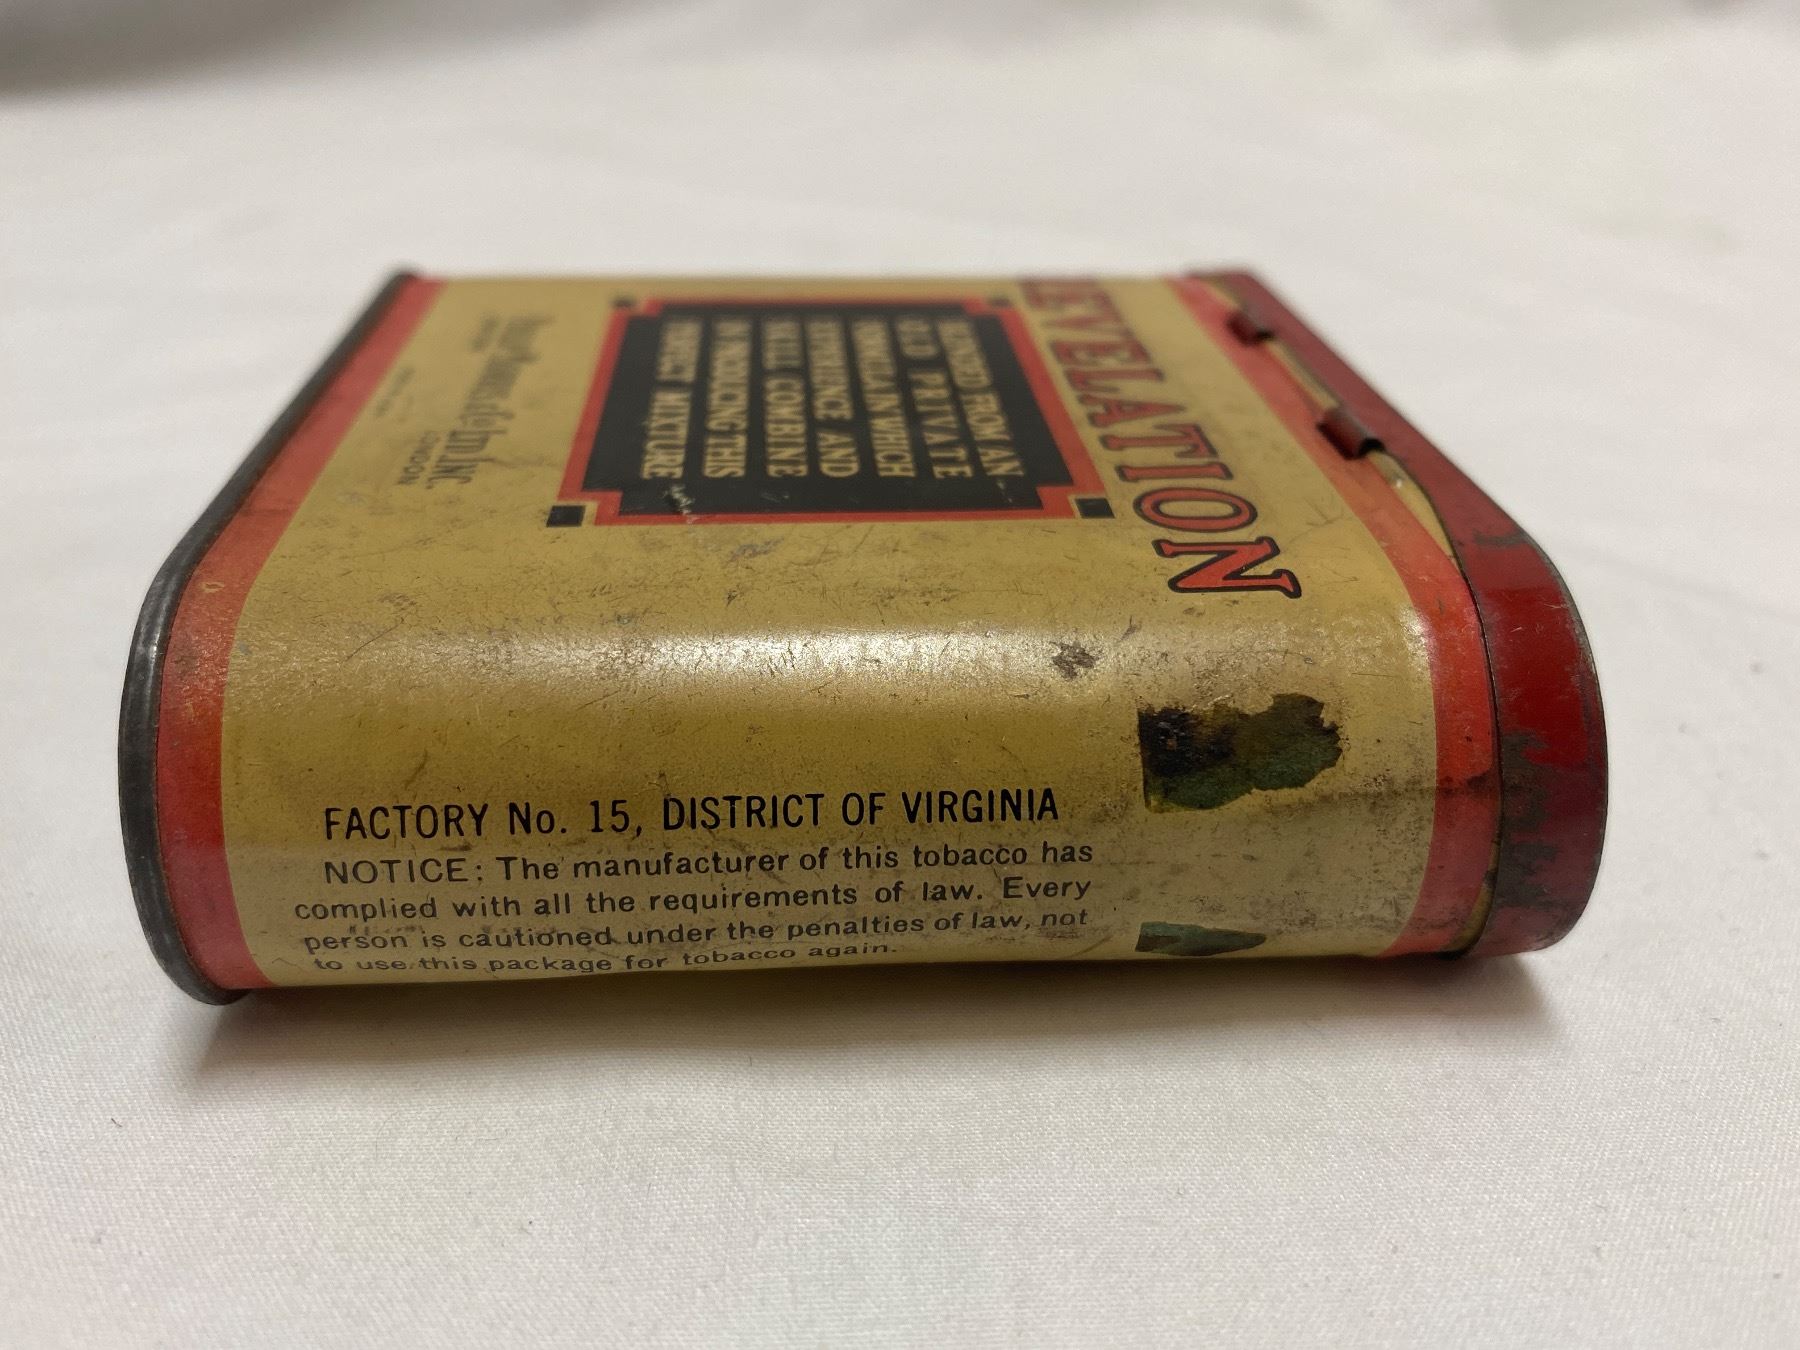 REVELATION
BLENDED FROM AN
OLD PRIVATE
FORMULA IN WHICH
EXPERIENCE AND
SKILL COMBINE
IN PRODUCING THIS
PERFECT MIXTURE
& Inc.
LONDON
FACTORY No. 15, DISTRICT OF VIRGINIA
NOTICE: The manufacturer of this tobacco has
complied with all the requirements of law. Every
person is cautioned under the penalties of law, not
to use this package for tobacco again.